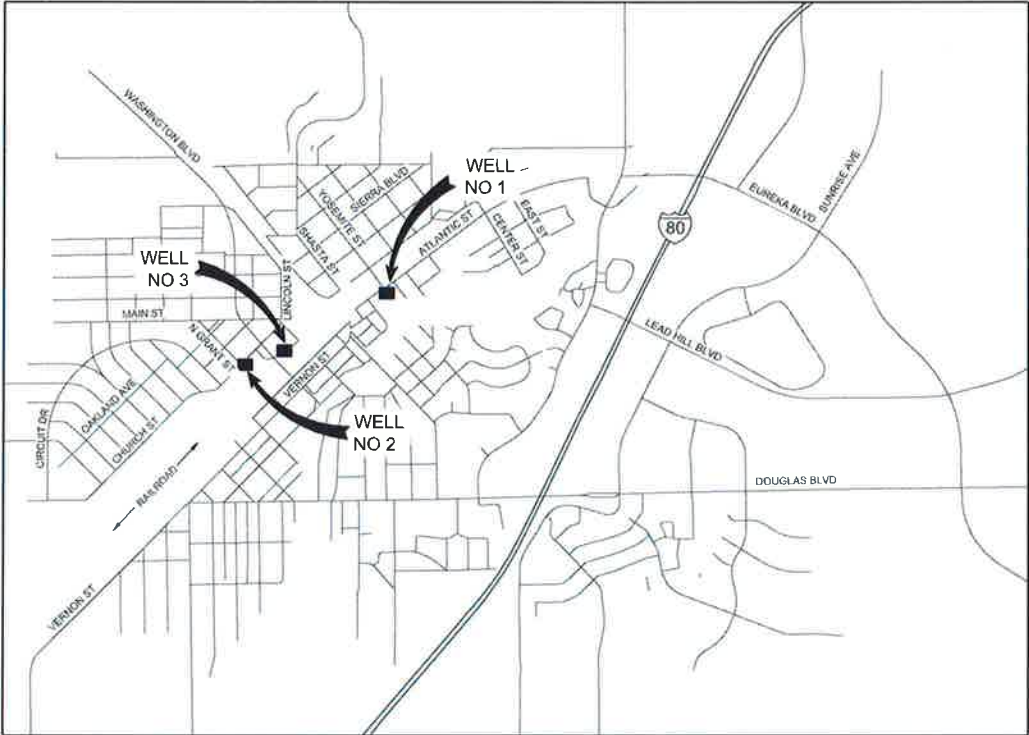 WASHINGTON BLVD
WELL
NO 1
SIERRA BLVD
YOSEMITE ST
SHASTA ST
ATLANTIC ST
EAST ST
CENTER ST
EUREKA BLVD
SUNRISE AVE
80
WELL
NO 3
LINCOLN ST
MAIN ST
N GRANT ST
VERNON ST
LEAD HILL BLVD
OAKLAND AVE
CHURCH ST
CIRCUIT DR
WELL
NO 2
RAILROAD
DOUGLAS BLVD
VERNON ST